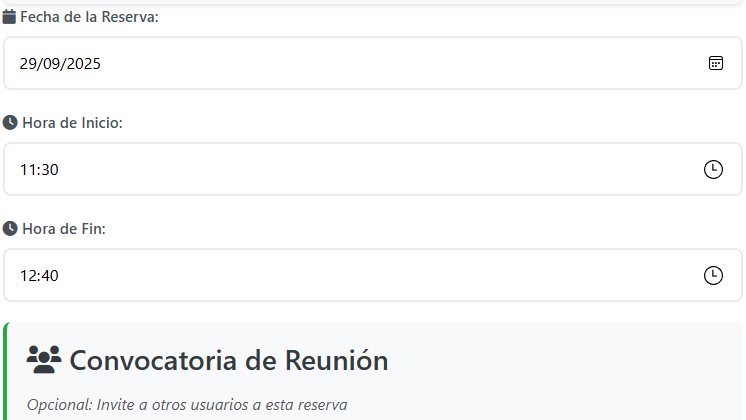 Fecha de la Reserva:
29/09/2025
Hora de Inicio:
11:30
Hora de Fin:
12:40
Convocatoria de Reunión
Opcional: Invite a otros usuarios a esta reserva